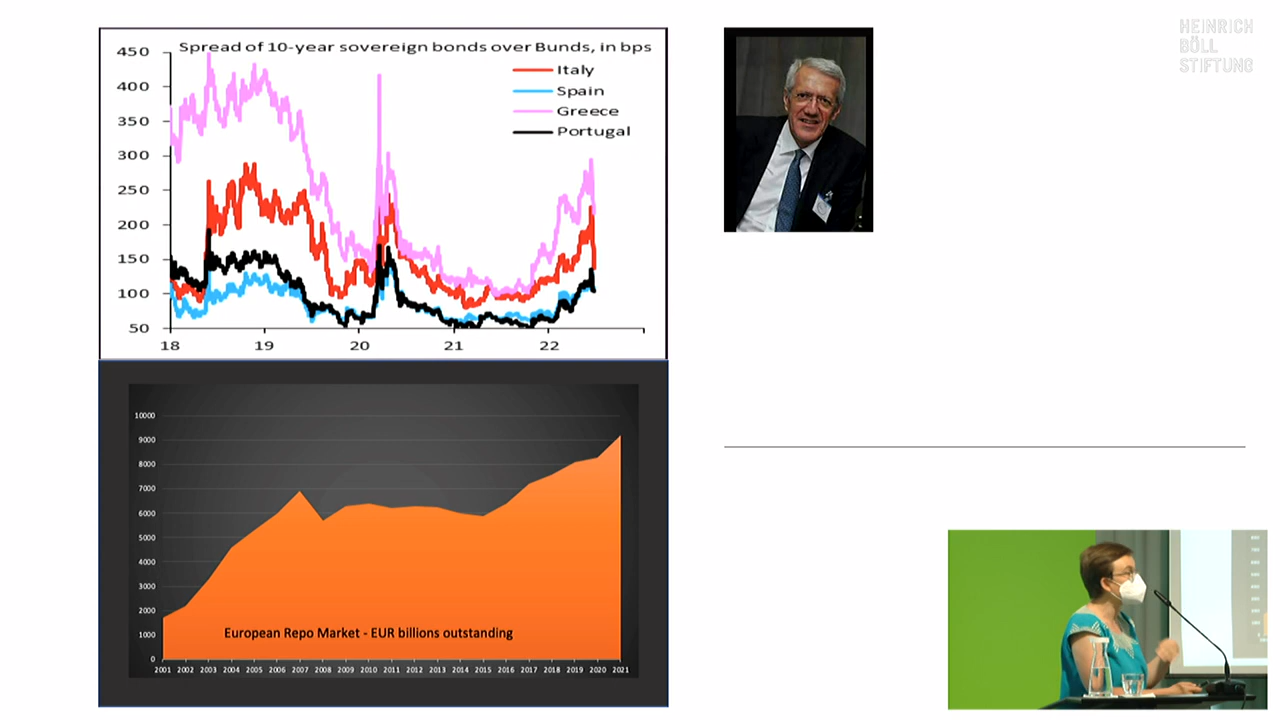 Spread of 10-year sovereign bonds over Bunds, in bps
Italy
Spain
Greece
Portugal
450
400
350
300
250
200
150
100
50
18 19 20 21 22
10000
9000
8000
7000
6000
5000
4000
3000
2000
1000
0
European Repo Market - EUR billions outstanding
2001 2002 2003 2004 2005 2006 2007 2008 2009 2010 2011 2012 2013 2014 2015 2016 2017 2018 2019 2020 2021
HEINRICH
BÖLL
STIFTUNG